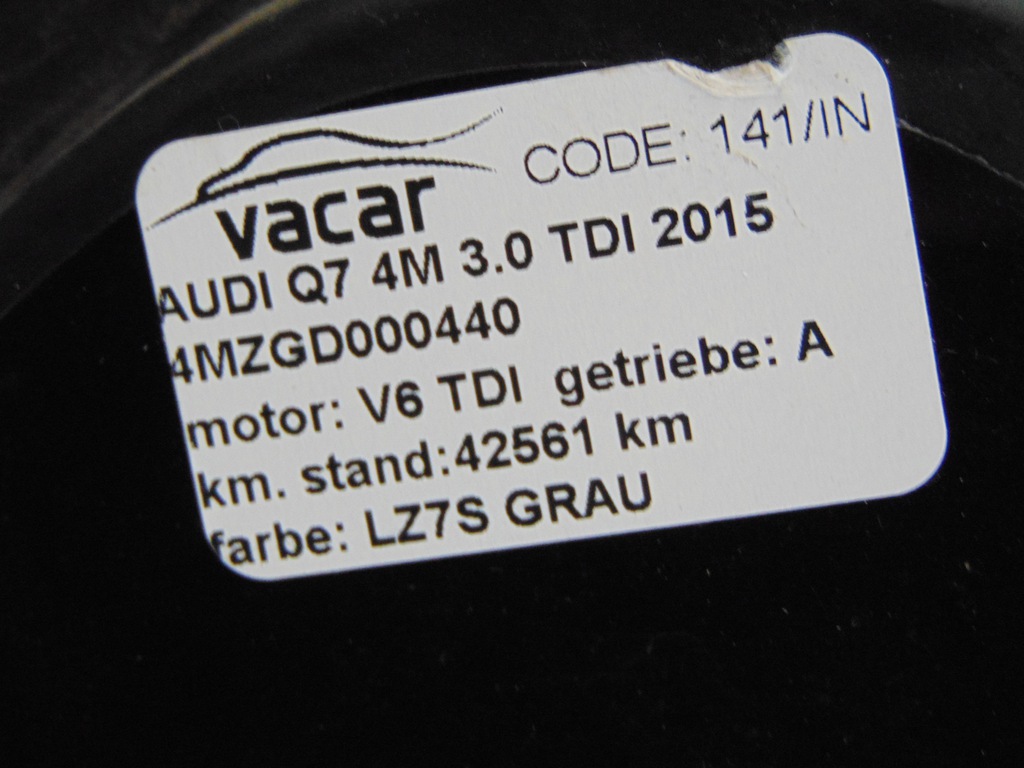 CODE: 141/IN
vacar
AUDI Q7 4M 3.0 TDI 2015
4MZGD000440
motor: V6 TDI getriebe: A
km. stand:42561 km
farbe: LZ7S GRAU